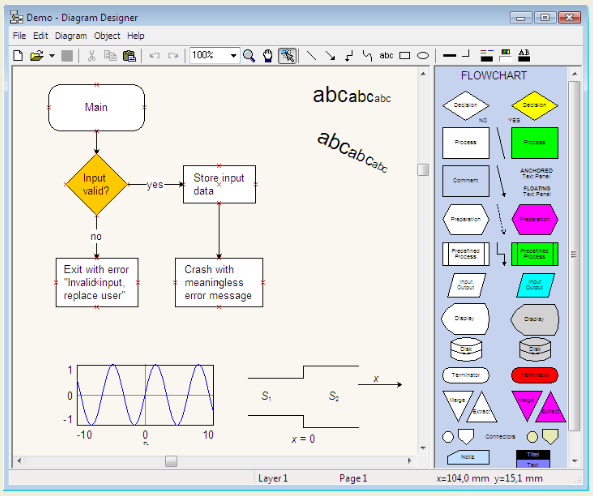 Demo - Diagram Designer
File Edit Diagram Object Help
100% abc AB
Main
Input
valid?
yes
no
Store input
data
Exit with error
"Invalid input,
replace user"
Crash with
meaningless
error message
abcabcabc
abcabcabc
1
0
-1
-10 0 10
S1 S2
x
x = 0
FLOWCHART
Decision Decision
NO YES
Process Process
Comment
ANCHORED
Text Panel
FLOATING
Text Panel
Preparation Preparation
Predefined
Process
Predefined
Process
Input
Output
Input
Output
Display Display
Disk Disk
Terminator Terminator
Merge Extract Merge Extract
Connectors
Note
Titel
Text
Layer 1 Page 1 x=104,0 mm y=15,1 mm